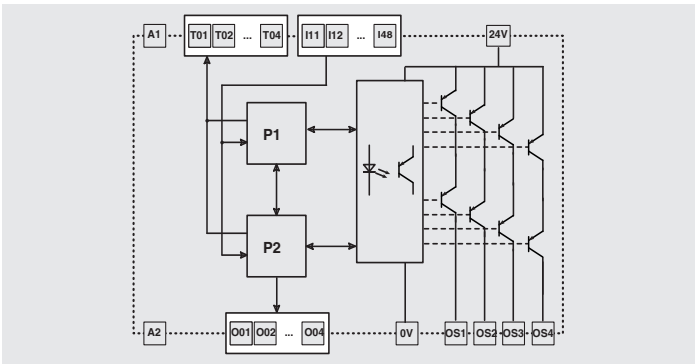 A1 T01 T02 ... T04 I11 I12 ... I48 24V
P1
P2
A2 O01 O02 ... O04 0V OS1 OS2 OS3 OS4